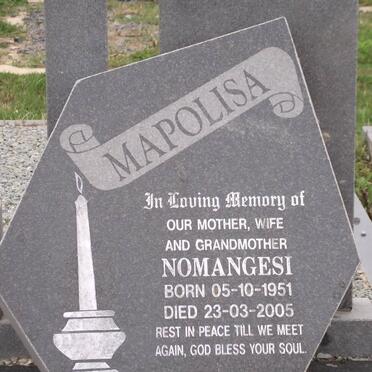 MAPOLISA
In Loving Memory of
OUR MOTHER, WIFE
AND GRANDMOTHER
NOMANGESI
BORN 05-10-1951
DIED 23-03-2005
REST IN PEACE TILL WE MEET
AGAIN, GOD BLESS YOUR SOUL.